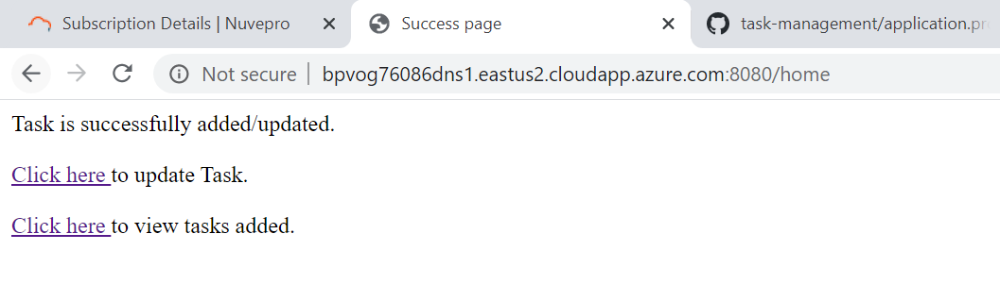 Subscription Details | Nuvepro
Success page
task-management/application.pr
Not secure | bpvog76086dns1.eastus2.cloudapp.azure.com:8080/home
Task is successfully added/updated.
Click here to update Task.
Click here to view tasks added.